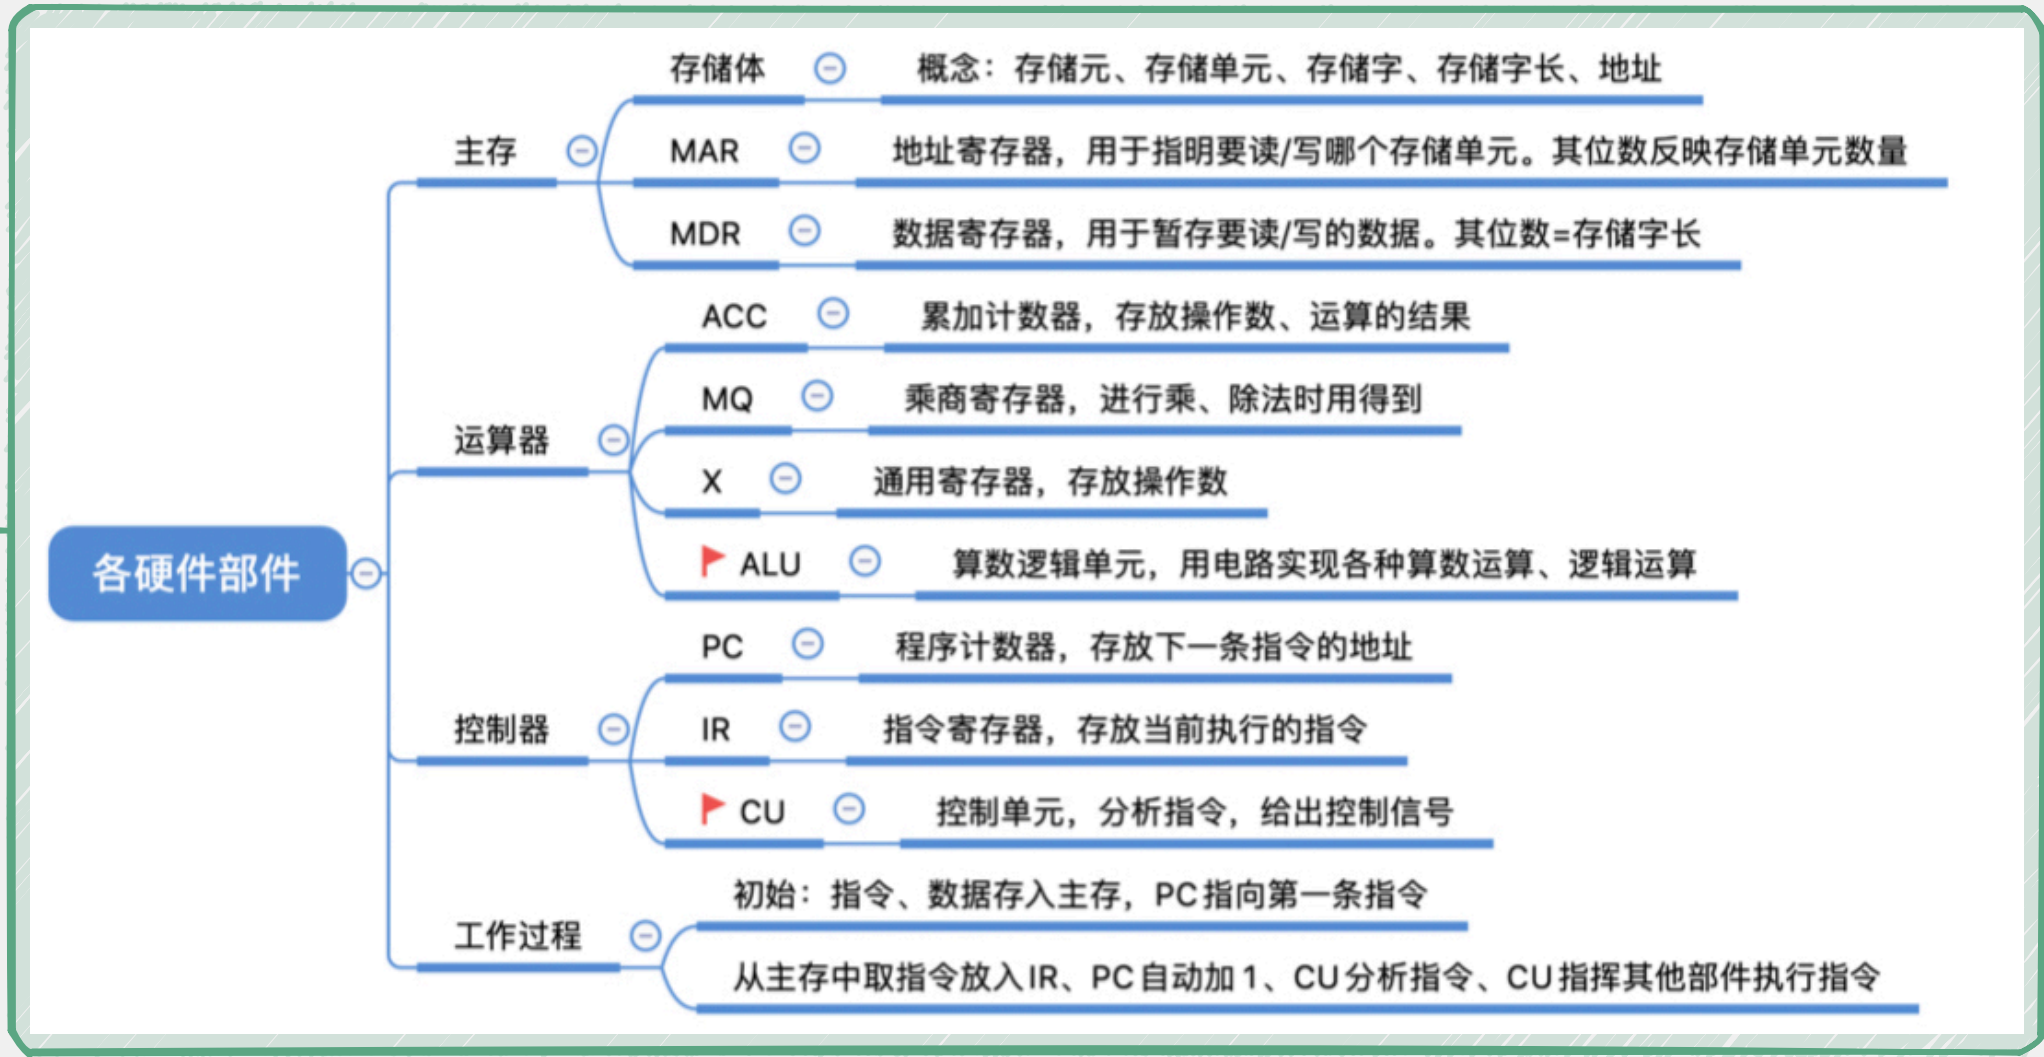 各硬件部件
主存
存储体
概念：存储元、存储单元、存储字、存储字长、地址
MAR
地址寄存器，用于指明要读/写哪个存储单元。其位数反映存储单元数量
MDR
数据寄存器，用于暂存要读/写的数据。其位数=存储字长
运算器
ACC
累加计数器，存放操作数、运算的结果
MQ
乘商寄存器，进行乘、除法时用得到
X
通用寄存器，存放操作数
ALU
算数逻辑单元，用电路实现各种算数运算、逻辑运算
控制器
PC
程序计数器，存放下一条指令的地址
IR
指令寄存器，存放当前执行的指令
CU
控制单元，分析指令，给出控制信号
工作过程
初始：指令、数据存入主存，PC指向第一条指令
从主存中取指令放入IR、PC自动加1、CU分析指令、CU指挥其他部件执行指令